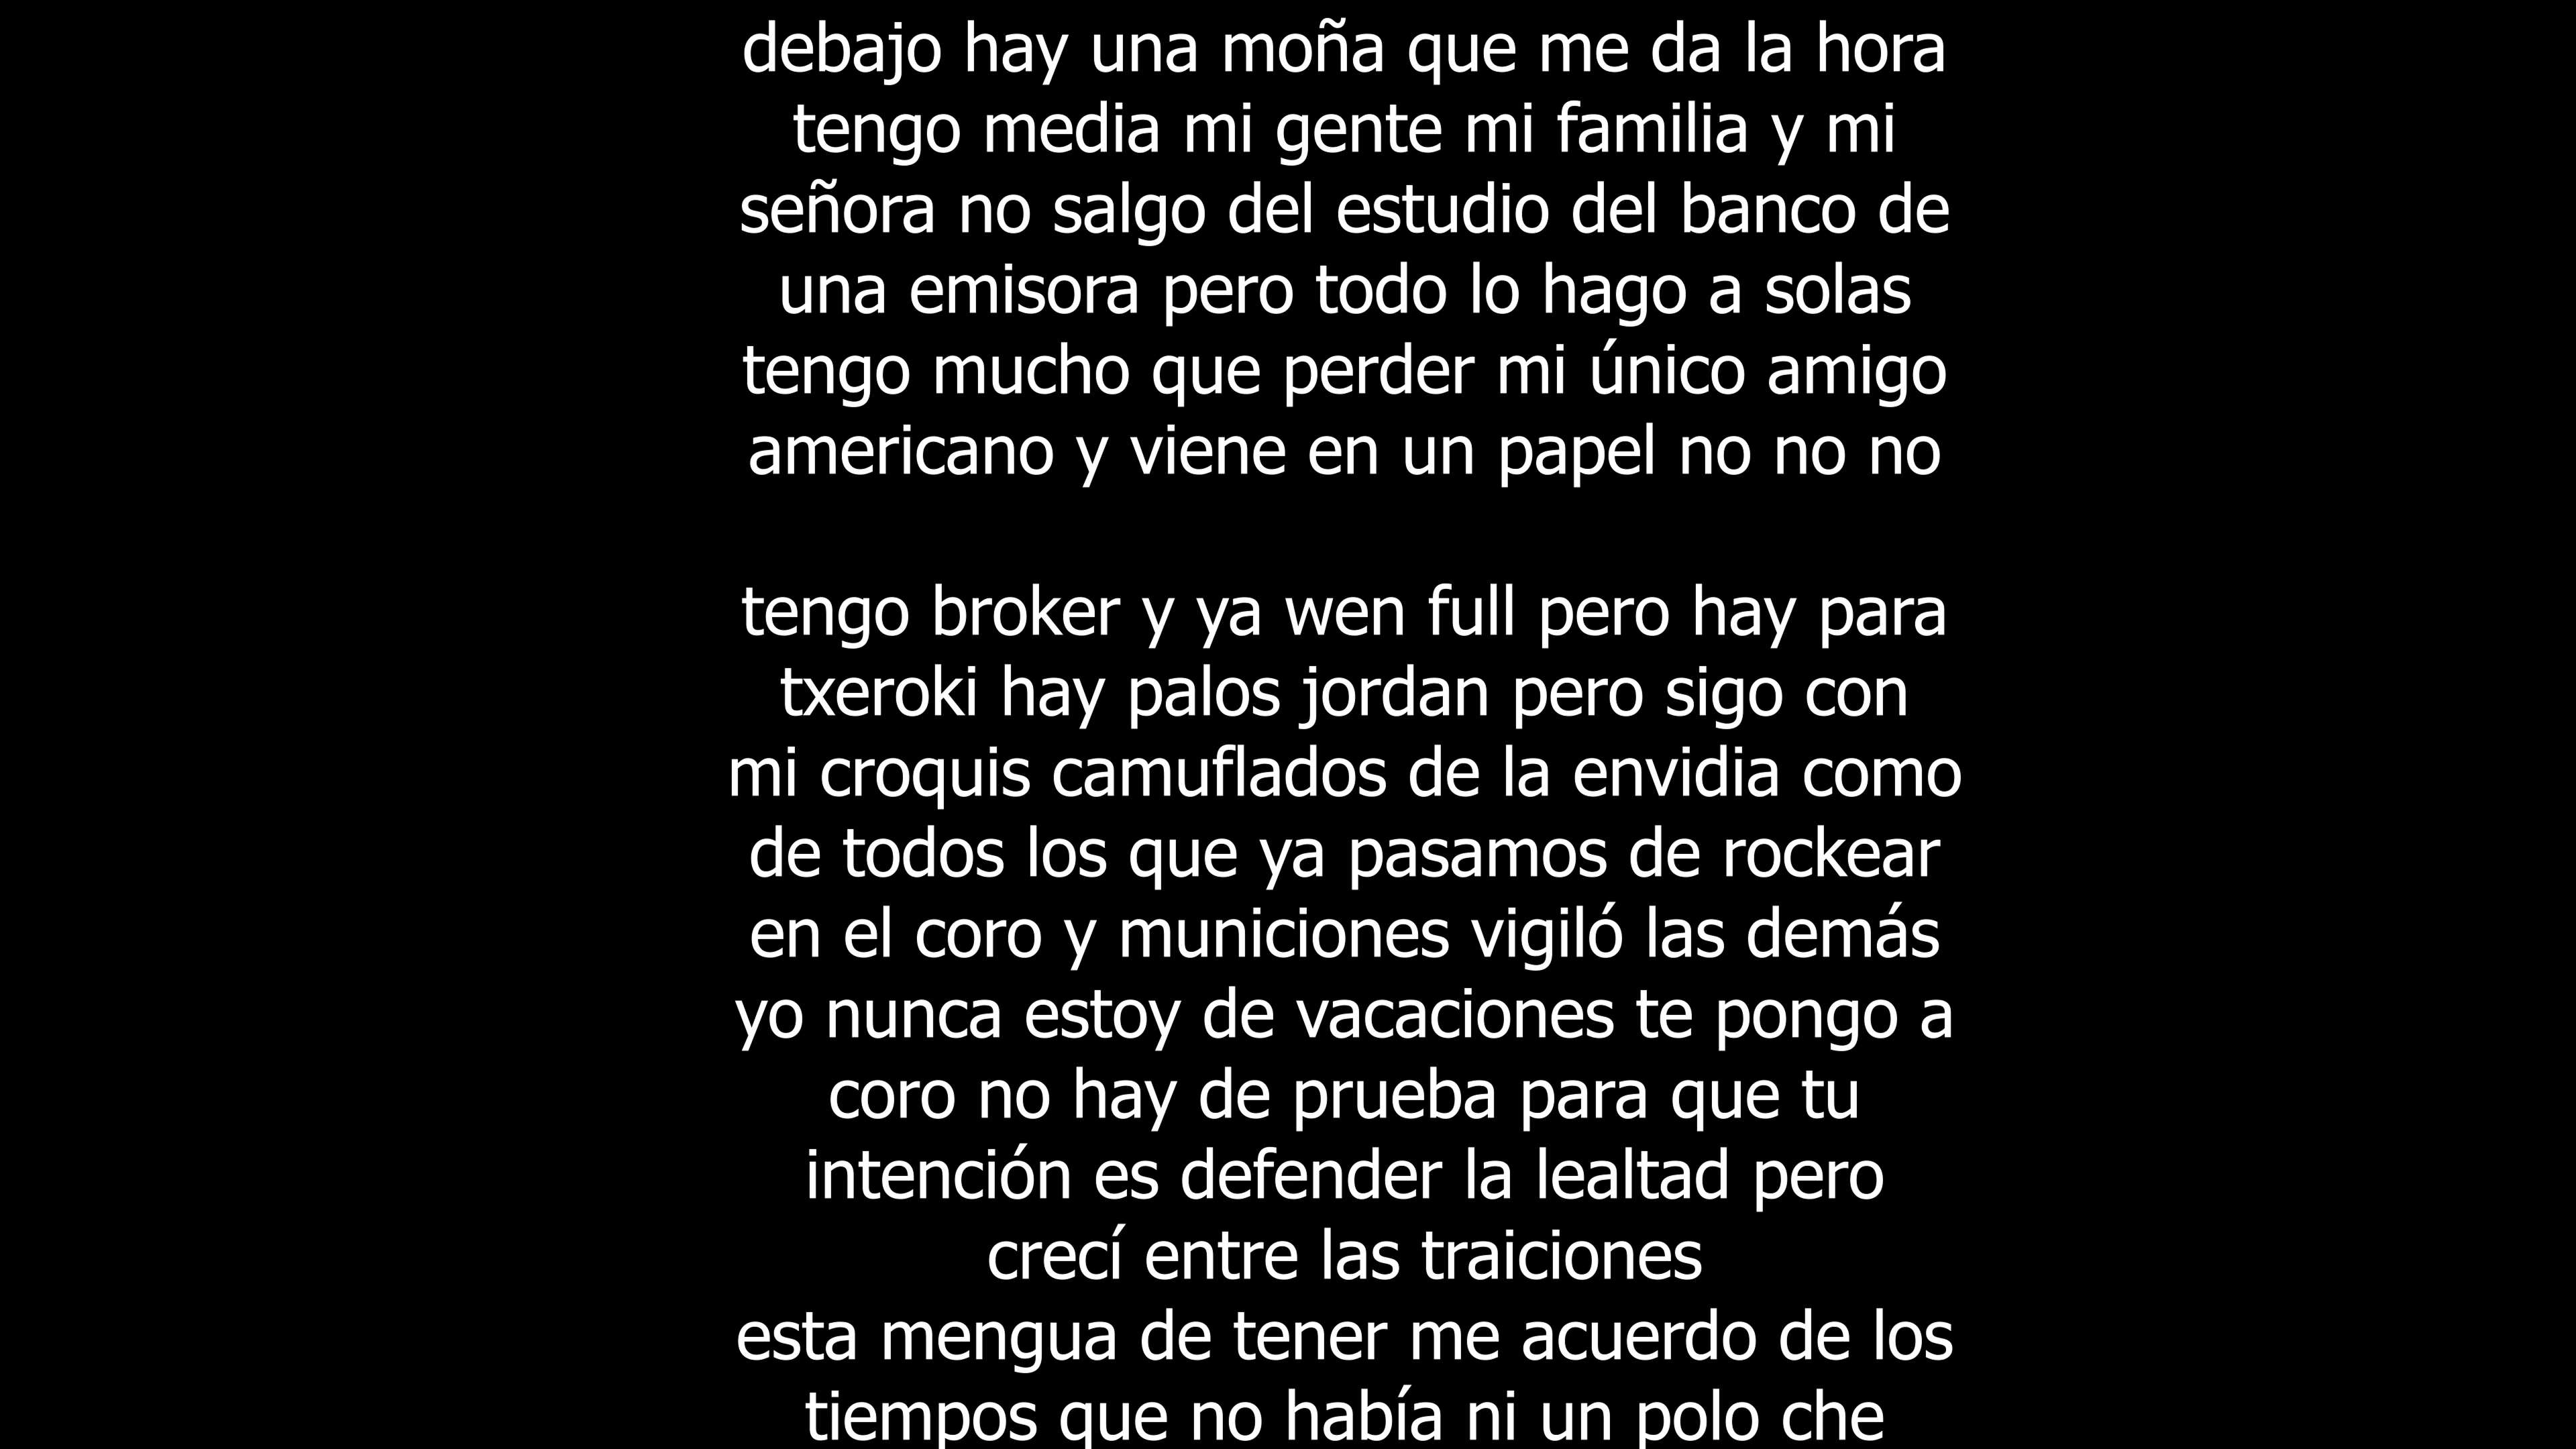 debajo hay una moña que me da la hora
tengo media mi gente mi familia y mi
señora no salgo del estudio del banco de
una emisora pero todo lo hago a solas
tengo mucho que perder mi único amigo
americano y viene en un papel no no no
tengo broker y ya wen full pero hay para
txeroki hay palos jordan pero sigo con
mi croquis camuflados de la envidia como
de todos los que ya pasamos de rockear
en el coro y municiones vigiló las demás
yo nunca estoy de vacaciones te pongo a
coro no hay de prueba para que tu
intención es defender la lealtad pero
crecí entre las traiciones
esta mengua de tener me acuerdo de los
tiempos que no había ni un polo che